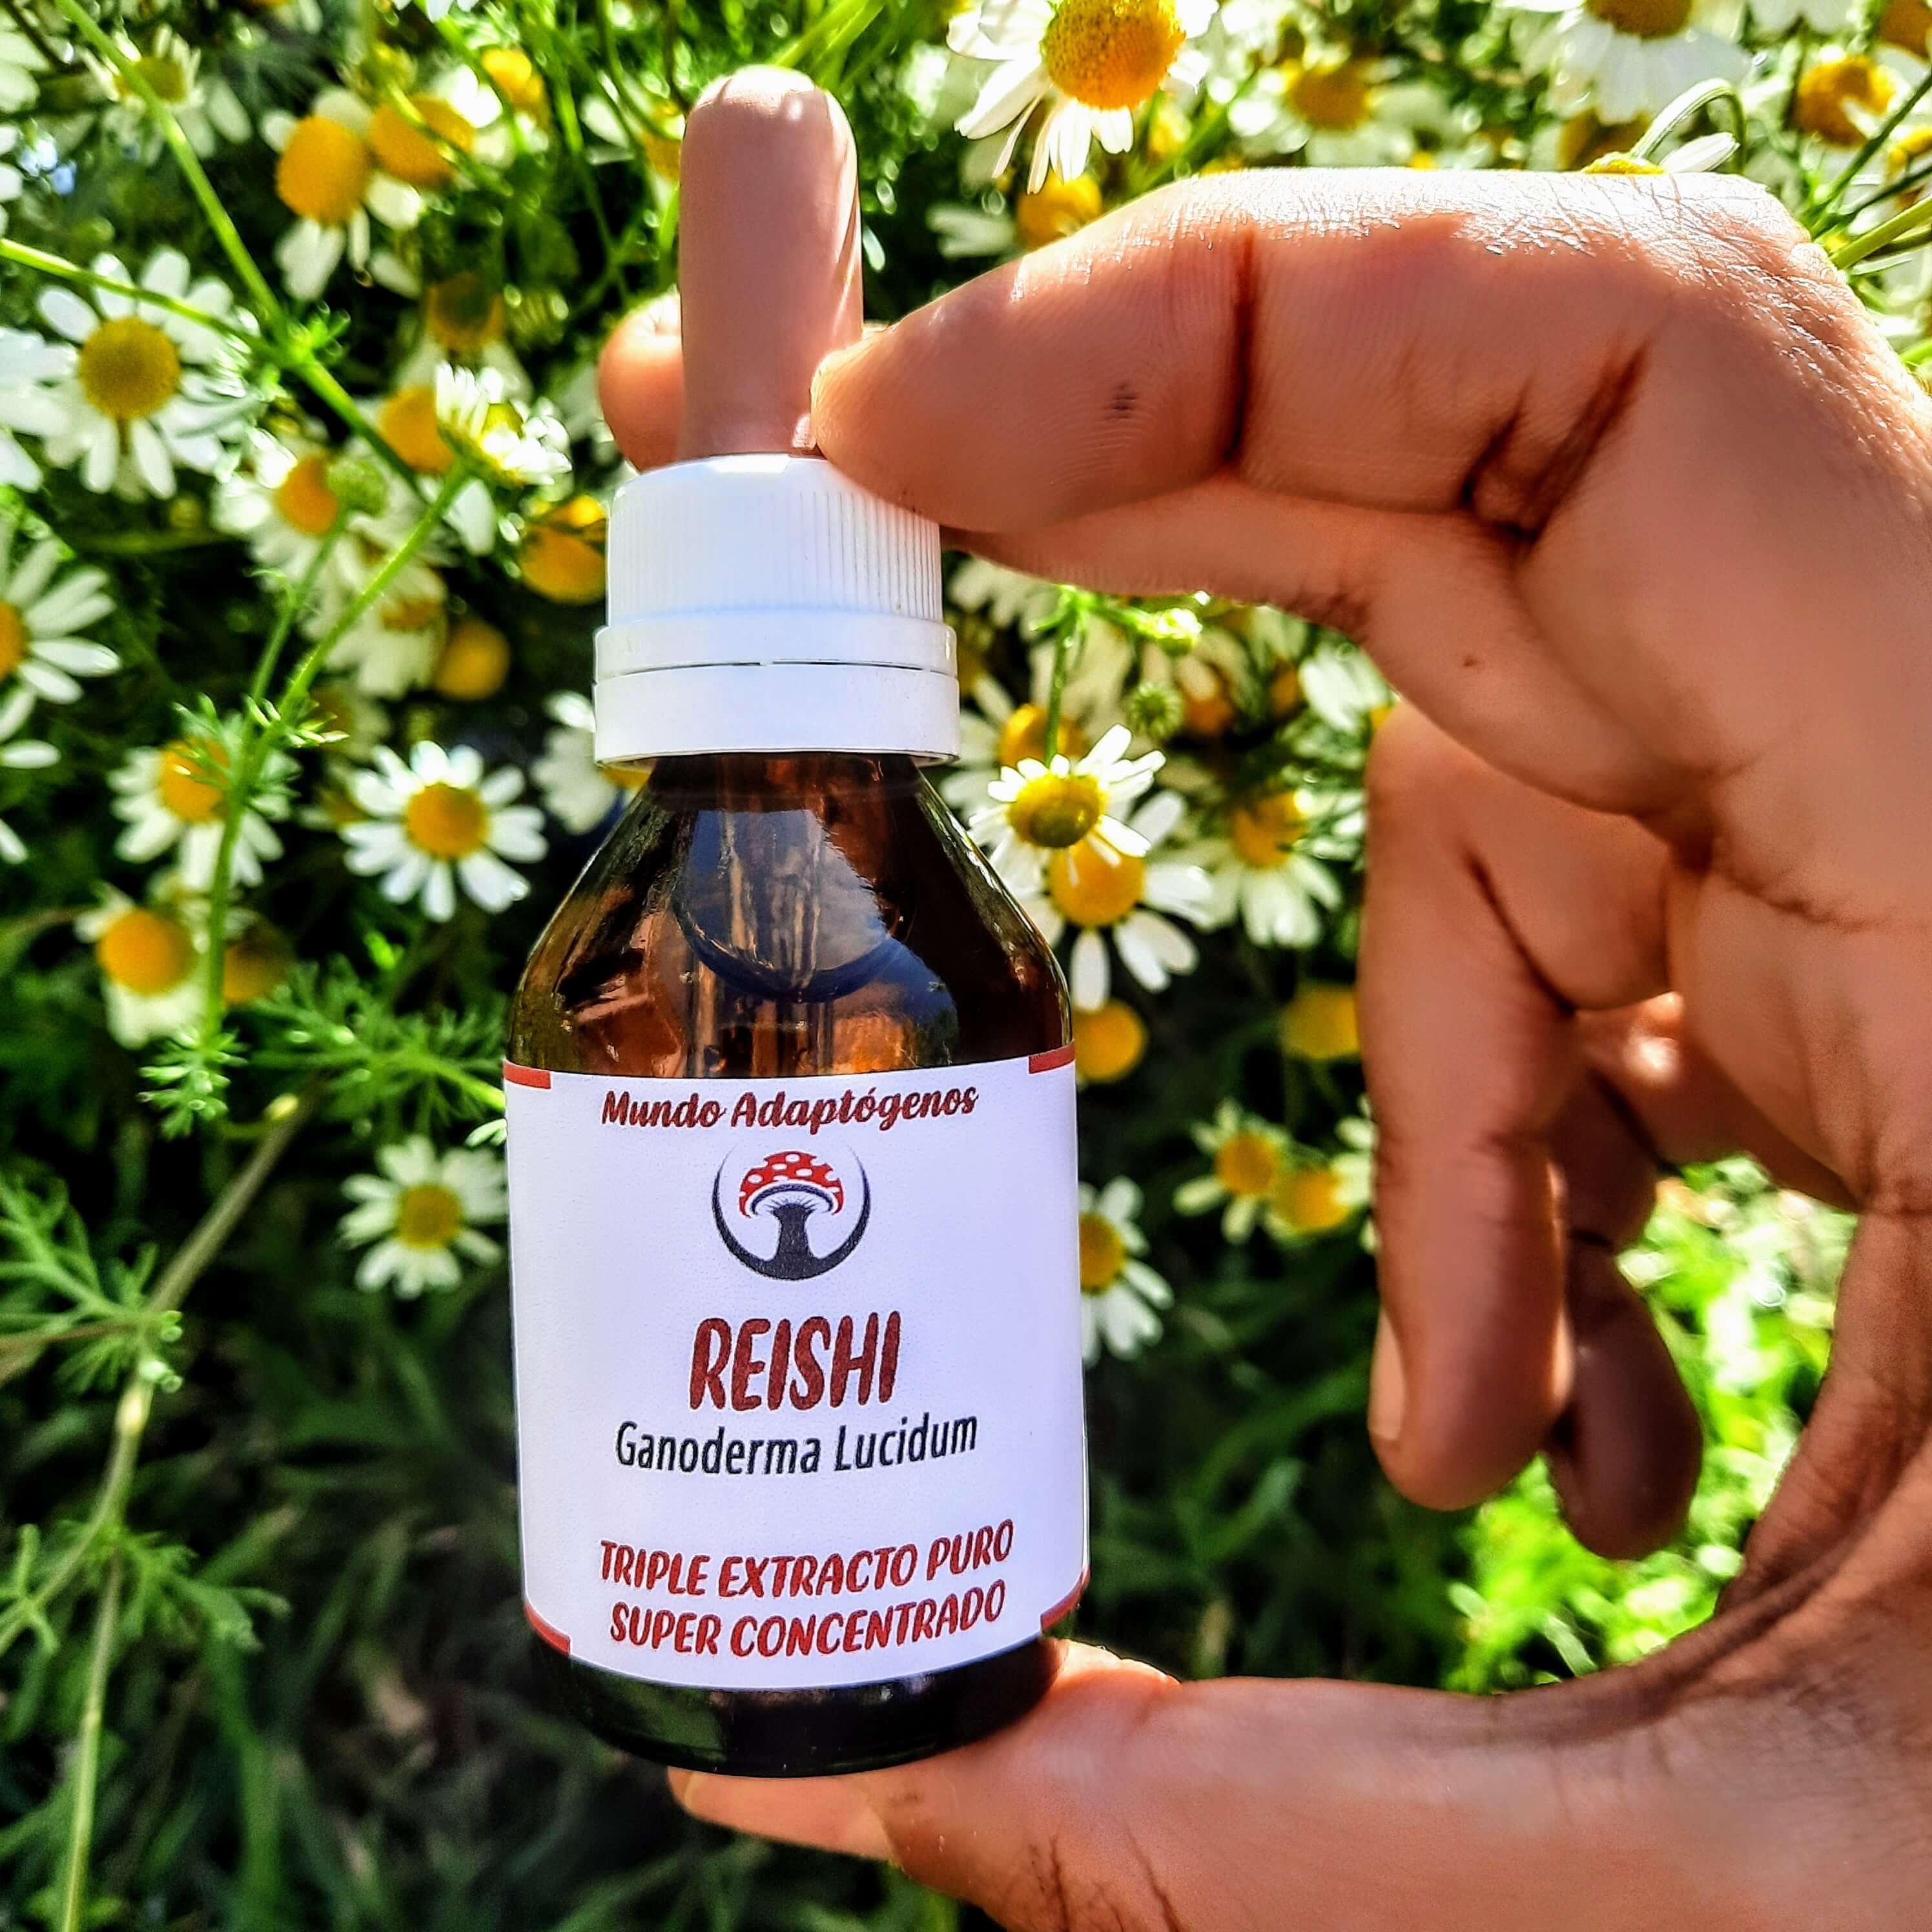 Mundo Adaptógenos
REISHI
Ganoderma Lucidum
TRIPLE EXTRACTO PURO
SUPER CONCENTRADO